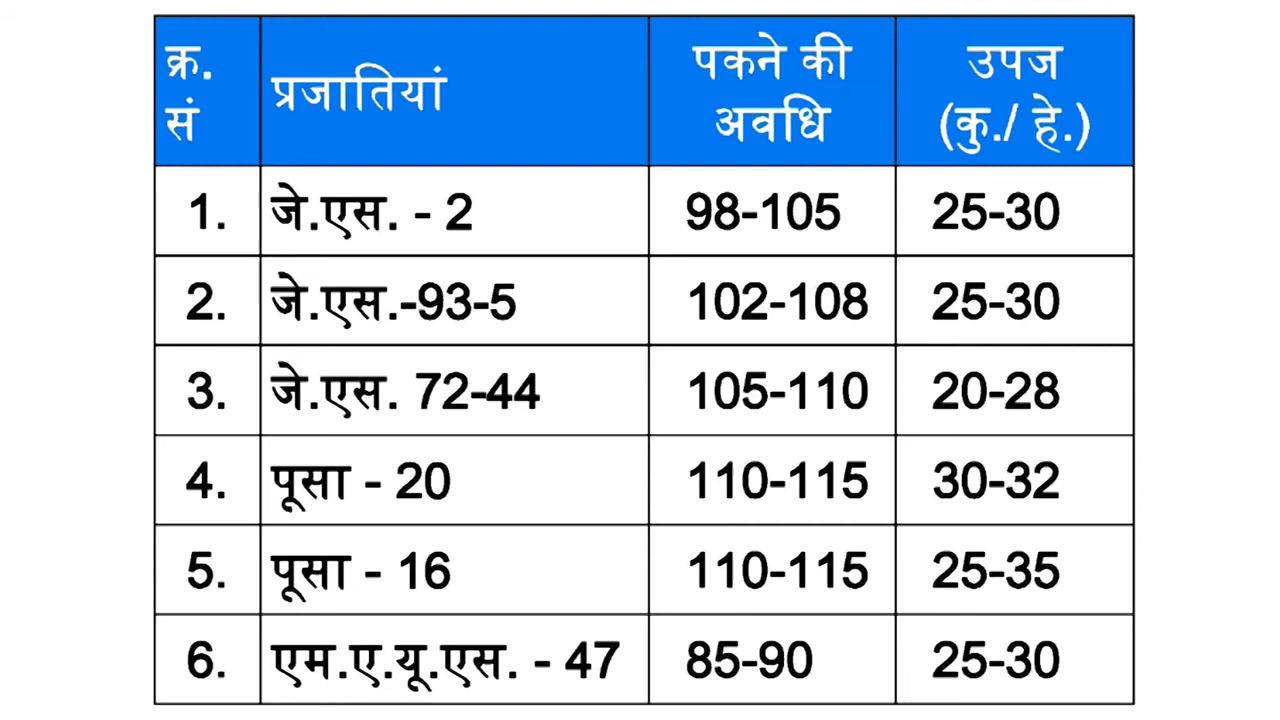 क्र. सं प्रजातियां पकने की अवधि उपज (कु./ हे.)
1. जे.एस. - 2 98-105 25-30
2. जे.एस.-93-5 102-108 25-30
3. जे.एस. 72-44 105-110 20-28
4. पूसा - 20 110-115 30-32
5. पूसा - 16 110-115 25-35
6. एम.ए.यू.एस. - 47 85-90 25-30